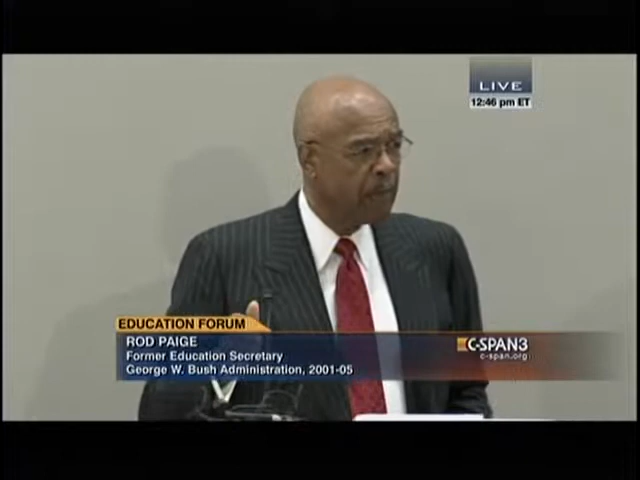 LIVE
12:46 pm ET
EDUCATION FORUM
ROD PAIGE
Former Education Secretary
George W. Bush Administration, 2001-05
C-SPAN3
c-span.org